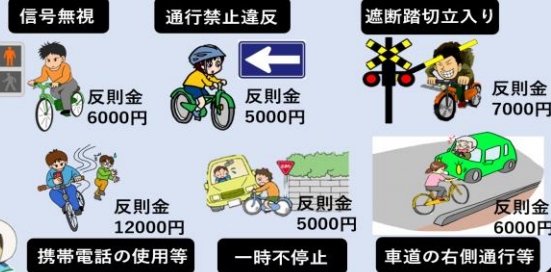 信号無視
通行禁止違反
遮断踏切立入り
反則金
6000円
反則金
5000円
反則金
7000円
反則金
12000円
反則金
5000円
反則金
6000円
携帯電話の使用等
一時不停止
車道の右側通行等